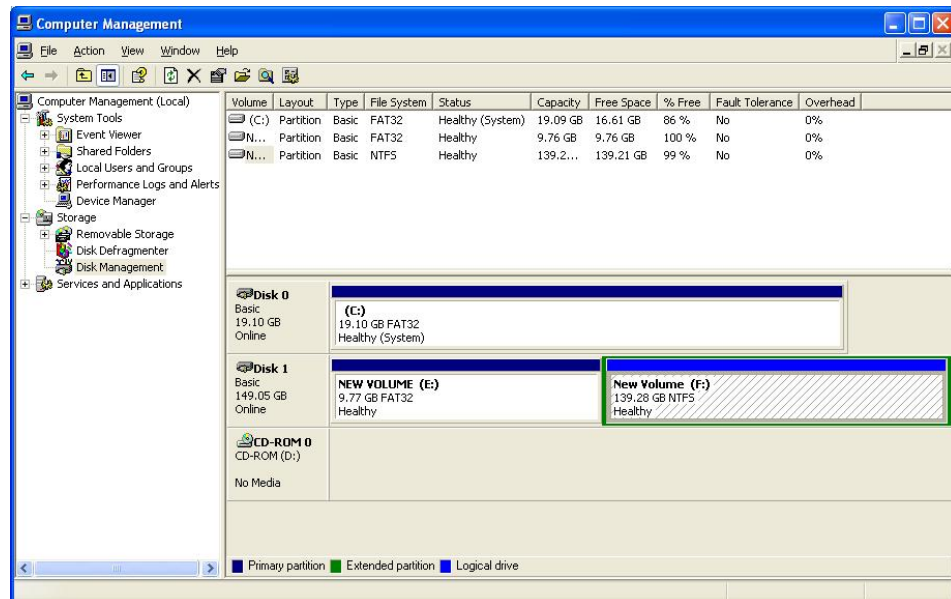 Computer Management
File Action View Window Help
Computer Management (Local)
System Tools
Event Viewer
Shared Folders
Local Users and Groups
Performance Logs and Alerts
Device Manager
Storage
Removable Storage
Disk Defragmenter
Disk Management
Services and Applications
Volume Layout Type File System Status Capacity Free Space % Free Fault Tolerance Overhead
(C:) Partition Basic FAT32 Healthy (System) 19.09 GB 16.61 GB 86 % No 0%
N... Partition Basic FAT32 Healthy 9.76 GB 9.76 GB 100 % No 0%
N... Partition Basic NTFS Healthy 139.2... 139.21 GB 99 % No 0%
Disk 0
Basic
19.10 GB
Online
(C:)
19.10 GB FAT32
Healthy (System)
Disk 1
Basic
149.05 GB
Online
NEW VOLUME (E:)
9.77 GB FAT32
Healthy
New Volume (F:)
139.28 GB NTFS
Healthy
CD-ROM 0
CD-ROM (D:)
No Media
Primary partition Extended partition Logical drive